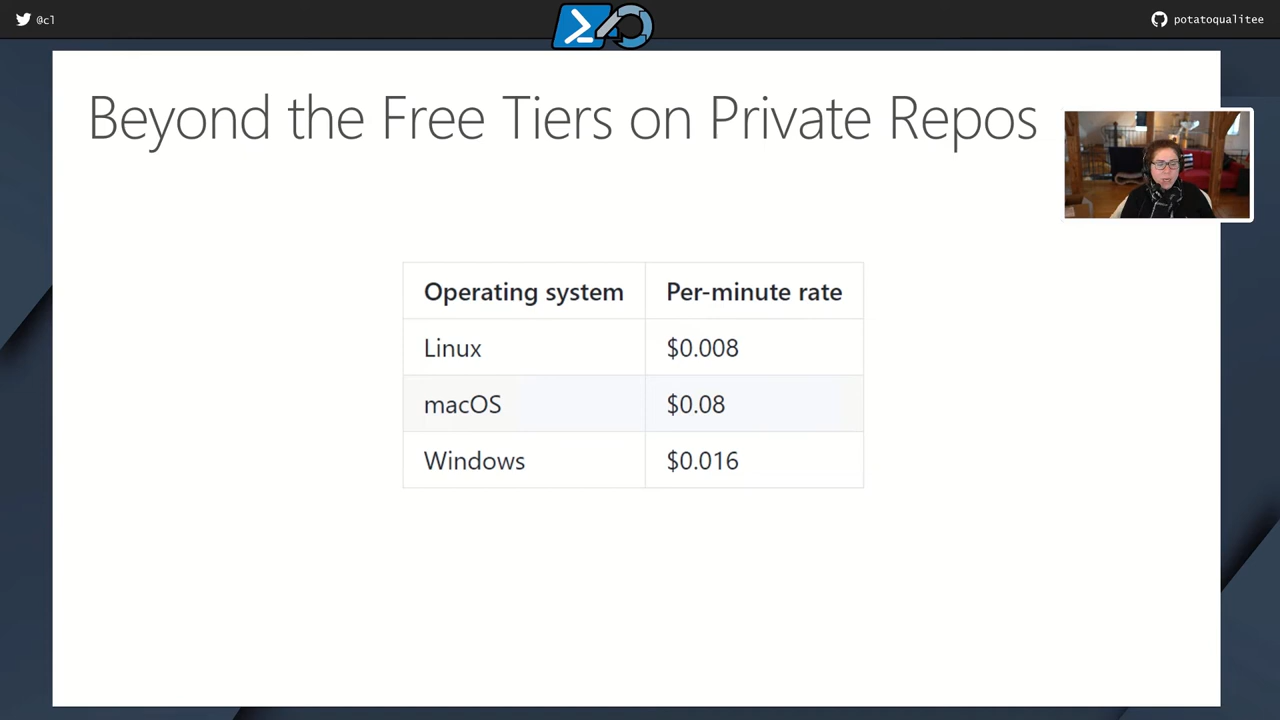 @cl
potatoqualitee
Beyond the Free Tiers on Private Repos
Operating system Per-minute rate
Linux $0.008
macOS $0.08
Windows $0.016